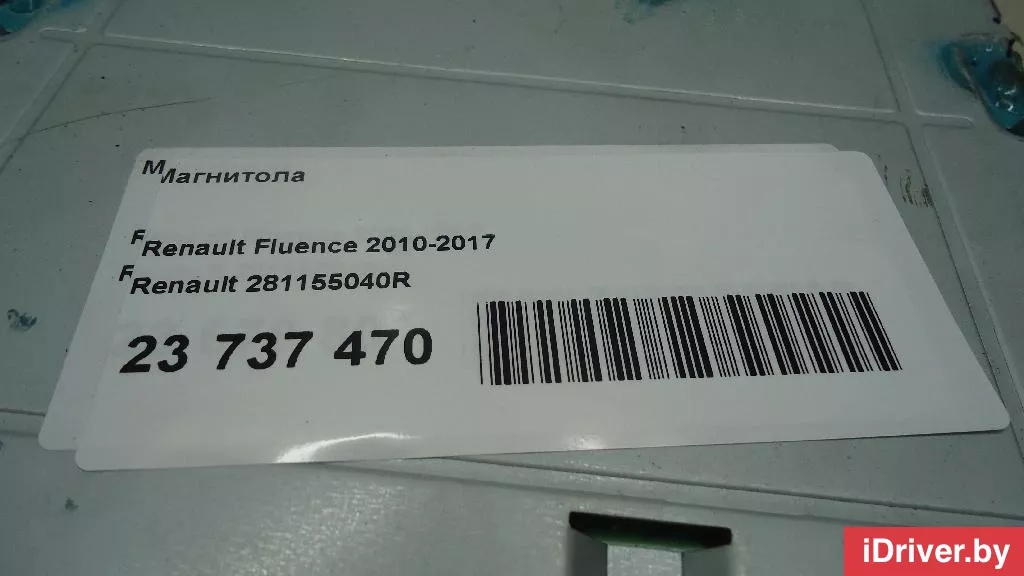 Магнитола
Renault Fluence 2010-2017
Renault 281155040R
23 737 470
iDriver.by